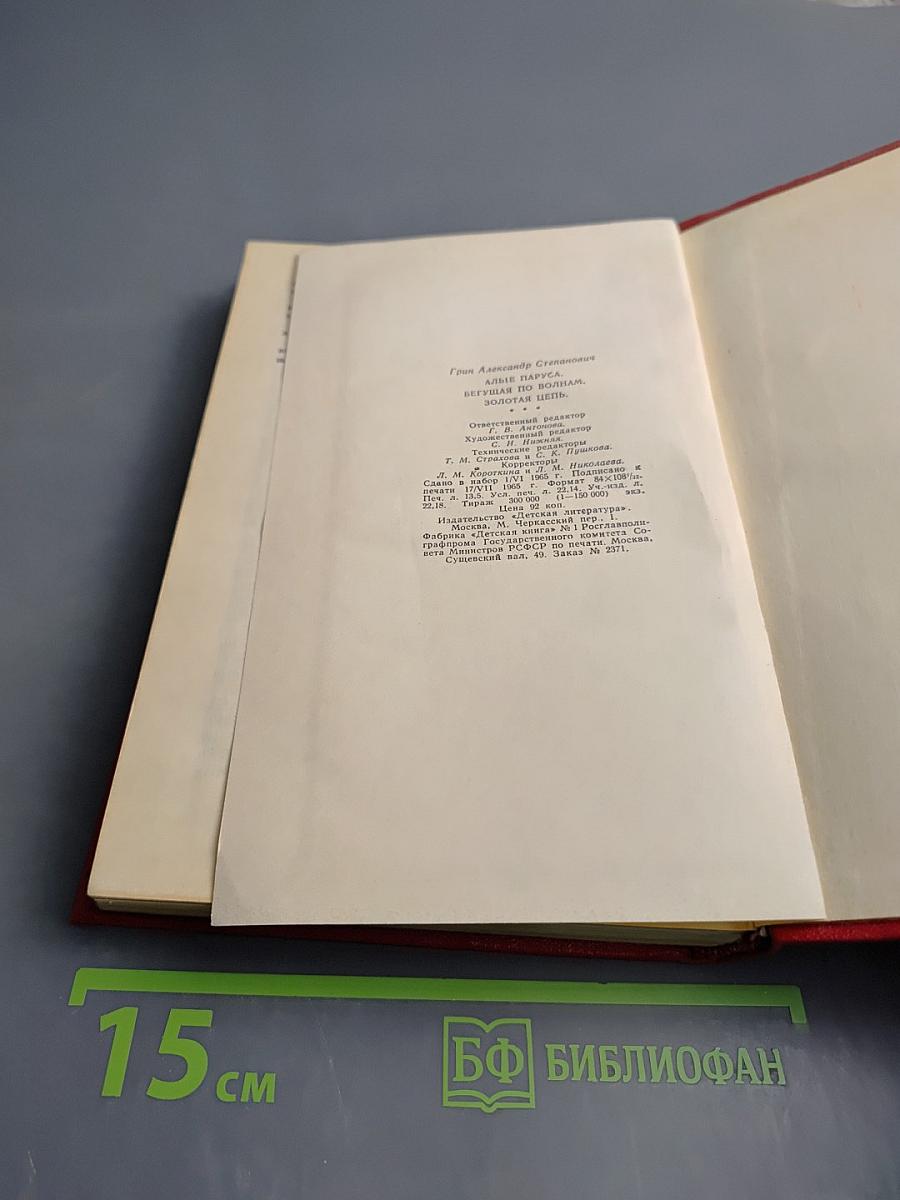 Грин Александр Степанович
АЛЫЕ ПАРУСА.
БЕГУЩАЯ ПО ВОЛНАМ.
ЗОЛОТАЯ ЦЕПЬ.
* * *
Ответственный редактор
Г. В. Антонова.
Художественный редактор
С. И. Нижняя.
Технические редакторы
Т. М. Страхова и С. К. Пушкова.
Корректоры
Л. М. Короткина и Л. М. Николаева.
Сдано в набор 1/VI 1965 г. Подписано к
печати 17/VII 1965 г. Формат 84×108¹/₃₂.
Печ. л. 13,5. Усл. печ. л. 22,14. Уч.-изд. л.
22,18. Тираж 300 000 (1—150 000) экз.
Цена 92 коп.
Издательство «Детская литература».
Москва, М. Черкасский пер., 1.
Фабрика «Детская книга» № 1 Росглавполи-
графпрома Государственного комитета Со-
вета Министров РСФСР по печати. Москва,
Сущевский вал, 49. Заказ № 2371.
15 см
БФ БИБЛИОФАН